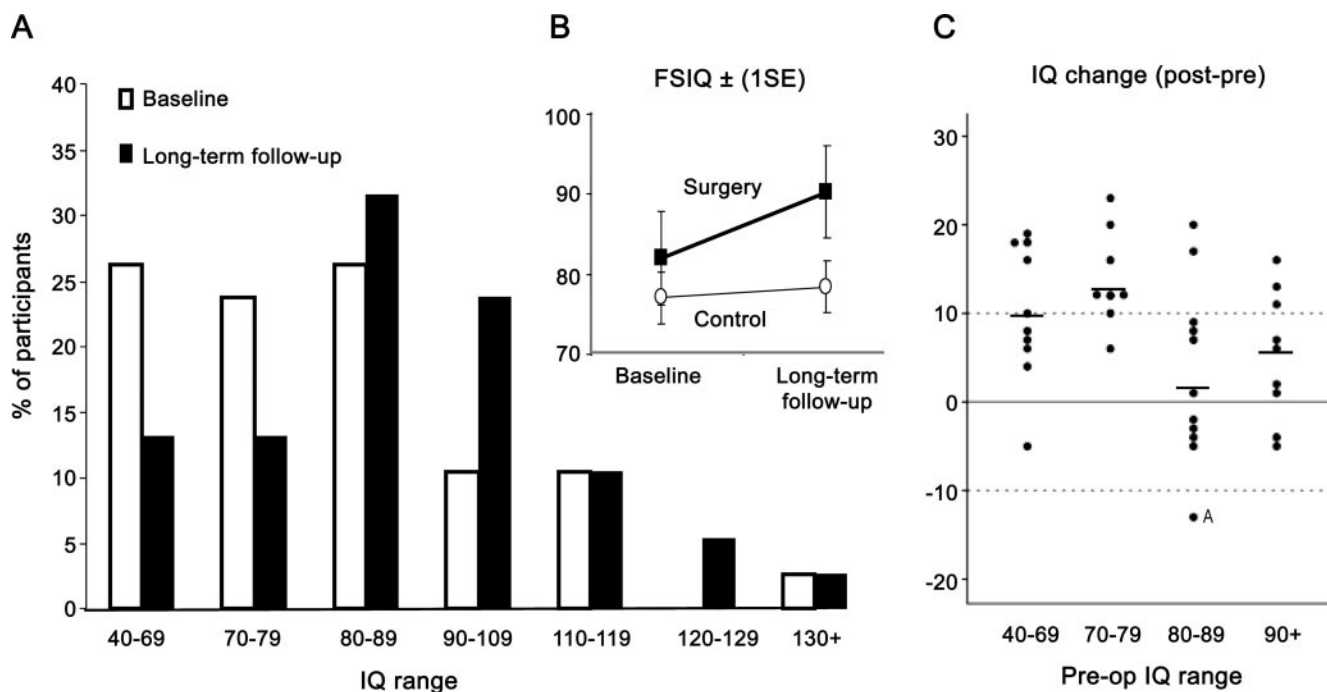 A
40
35
30
25
20
15
10
5
0
% of participants
Baseline
Long-term follow-up
40-69 70-79 80-89 90-109 110-119 120-129 130+
IQ range
B
FSIQ ± (1SE)
100
90
80
70
Surgery
Control
Baseline Long-term
follow-up
C
IQ change (post-pre)
30
20
10
0
-10
-20
A
40-69 70-79 80-89 90+
Pre-op IQ range